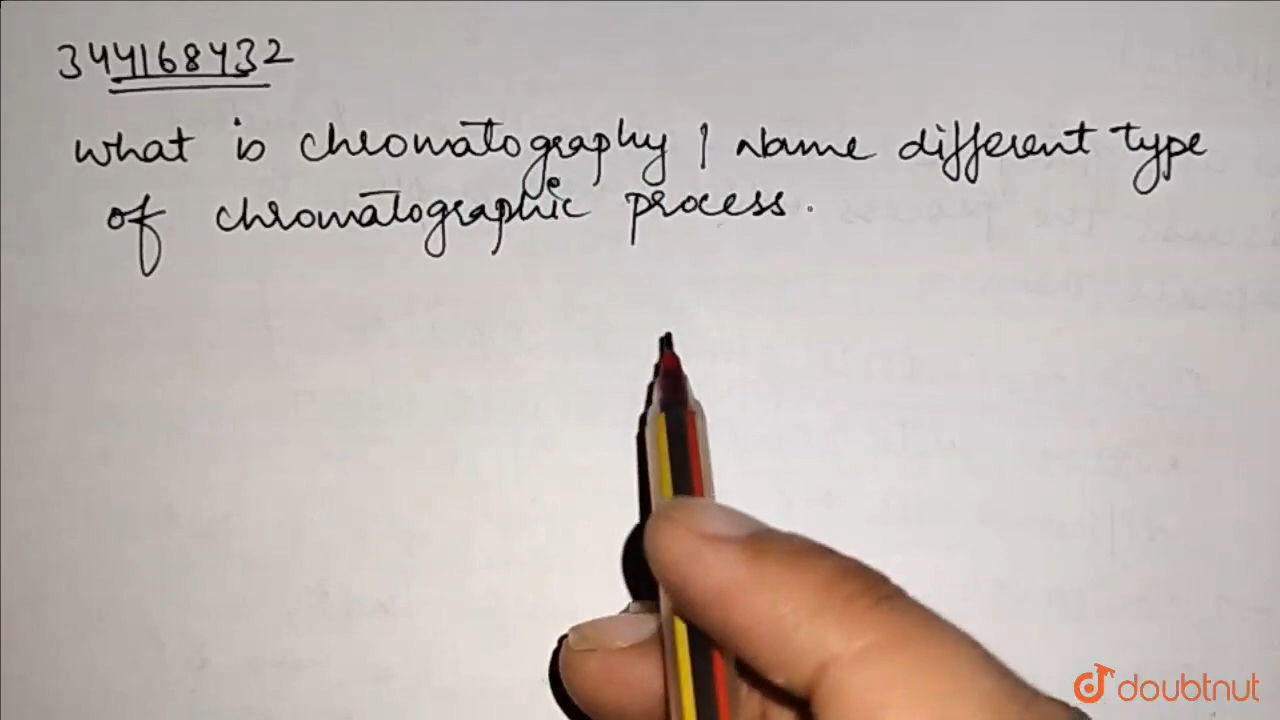 344168432
what is chromatography | Name different type
of chromatographic process.
doubtnut